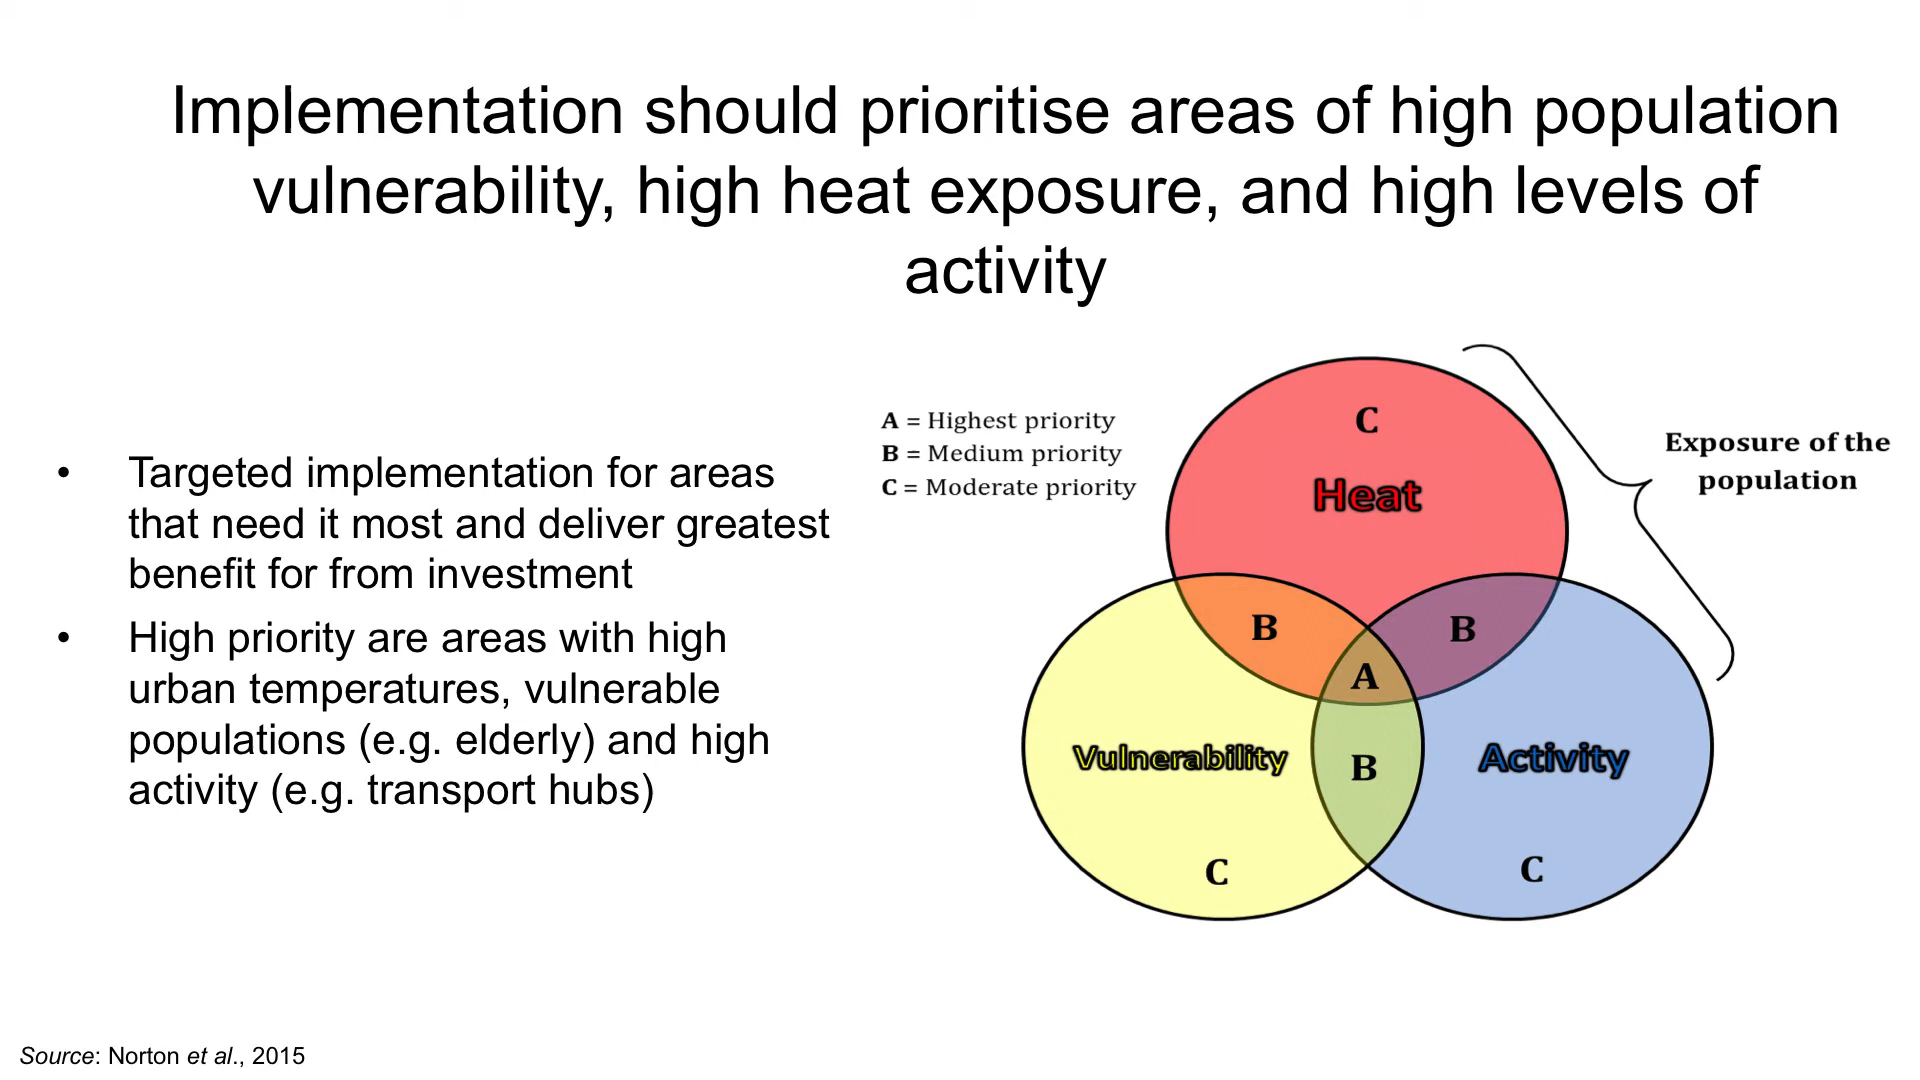 Implementation should prioritise areas of high population
vulnerability, high heat exposure, and high levels of
activity
• Targeted implementation for areas
that need it most and deliver greatest
benefit for from investment
• High priority are areas with high
urban temperatures, vulnerable
populations (e.g. elderly) and high
activity (e.g. transport hubs)
A = Highest priority
B = Medium priority
C = Moderate priority
C
Heat
Exposure of the
population
B
B
A
Vulnerability
Activity
B
C
C
Source: Norton et al., 2015